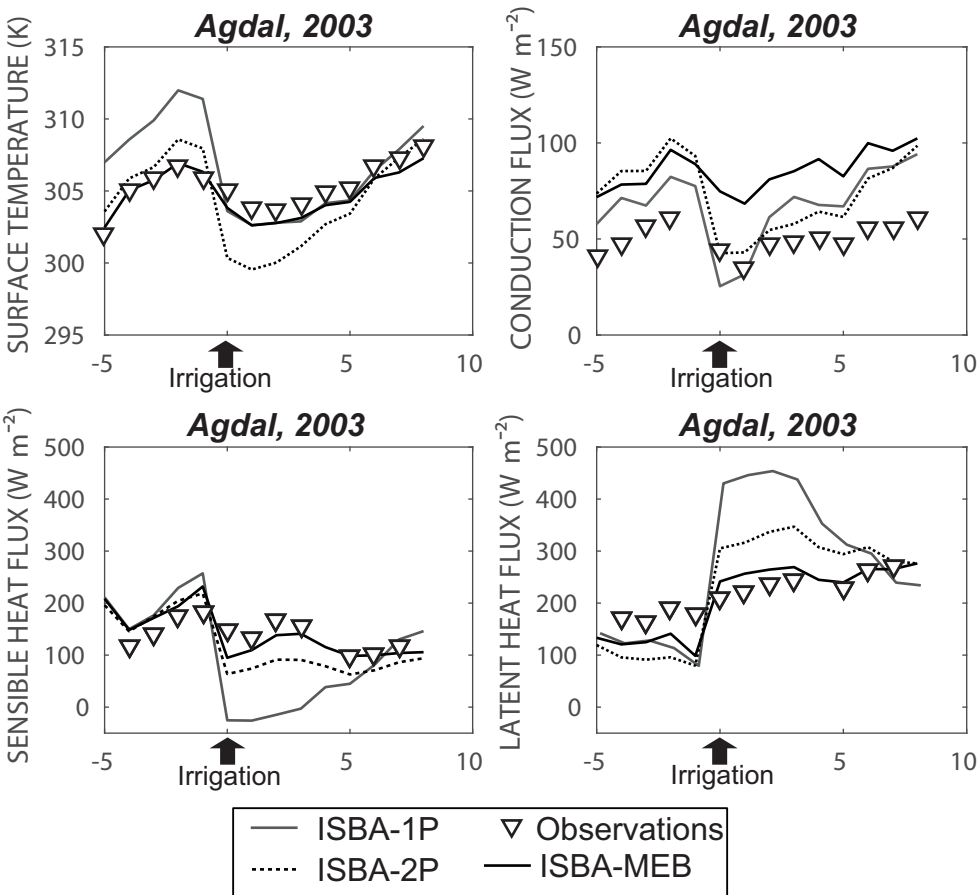 Agdal, 2003
SURFACE TEMPERATURE (K)
315
310
305
300
295
-5
0
5
10
Irrigation
Agdal, 2003
CONDUCTION FLUX (W m⁻²)
150
100
50
0
-5
0
5
10
Irrigation
Agdal, 2003
SENSIBLE HEAT FLUX (W m⁻²)
500
400
300
200
100
0
-5
5
10
Irrigation
Agdal, 2003
LATENT HEAT FLUX (W m⁻²)
500
400
300
200
100
0
-5
5
10
Irrigation
ISBA-1P
Observations
ISBA-2P
ISBA-MEB